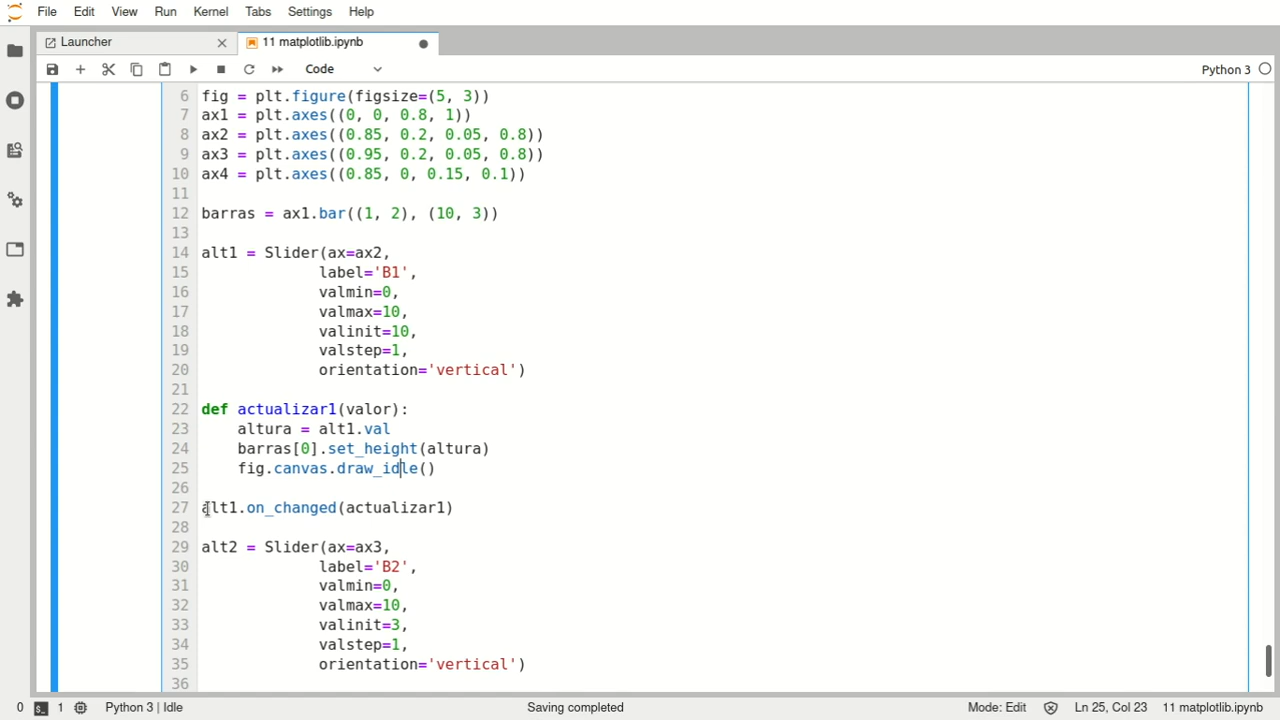 File Edit View Run Kernel Tabs Settings Help
Launcher
11 matplotlib.ipynb
Code
Python 3
6 fig = plt.figure(figsize=(5, 3))
7 ax1 = plt.axes((0, 0, 0.8, 1))
8 ax2 = plt.axes((0.85, 0.2, 0.05, 0.8))
9 ax3 = plt.axes((0.95, 0.2, 0.05, 0.8))
10 ax4 = plt.axes((0.85, 0, 0.15, 0.1))
11
12 barras = ax1.bar((1, 2), (10, 3))
13
14 alt1 = Slider(ax=ax2,
15 label='B1',
16 valmin=0,
17 valmax=10,
18 valinit=10,
19 valstep=1,
20 orientation='vertical')
21
22 def actualizar1(valor):
23 altura = alt1.val
24 barras[0].set_height(altura)
25 fig.canvas.draw_idle()
26
27 alt1.on_changed(actualizar1)
28
29 alt2 = Slider(ax=ax3,
30 label='B2',
31 valmin=0,
32 valmax=10,
33 valinit=3,
34 valstep=1,
35 orientation='vertical')
36
0 1 Python 3 | Idle Saving completed Mode: Edit Ln 25, Col 23 11 matplotlib.ipynb